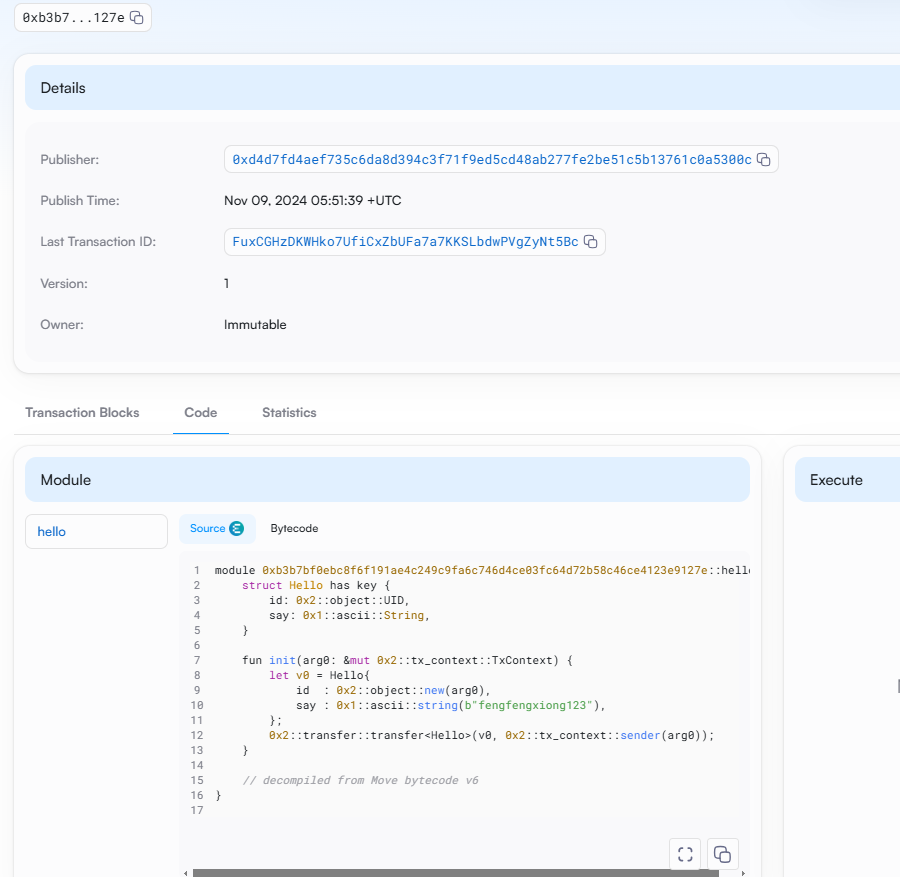 0xb3b7...127e
Details
Publisher: 0xd4d7fd4aef735c6da8d394c3f71f9ed5cd48ab277fe2be51c5b13761c0a5300c
Publish Time: Nov 09, 2024 05:51:39 +UTC
Last Transaction ID: FuxCGHzDKWHko7UfiCxZbUFa7a7KKSLbdwPVgZyNt5Bc
Version: 1
Owner: Immutable
Transaction Blocks Code Statistics
Module
Execute
hello
Source Bytecode
1 module 0xb3b7bf0ebc8f6f191ae4c249c9fa6c746d4ce03fc64d72b58c46ce4123e9127e::hello
2 struct Hello has key {
3 id: 0x2::object::UID,
4 say: 0x1::ascii::String,
5 }
6
7 fun init(arg0: &mut 0x2::tx_context::TxContext) {
8 let v0 = Hello{
9 id : 0x2::object::new(arg0),
10 say : 0x1::ascii::string(b"fengfengxiong123"),
11 };
12 0x2::transfer::transfer<Hello>(v0, 0x2::tx_context::sender(arg0));
13 }
14
15 // decompiled from Move bytecode v6
16 }
17